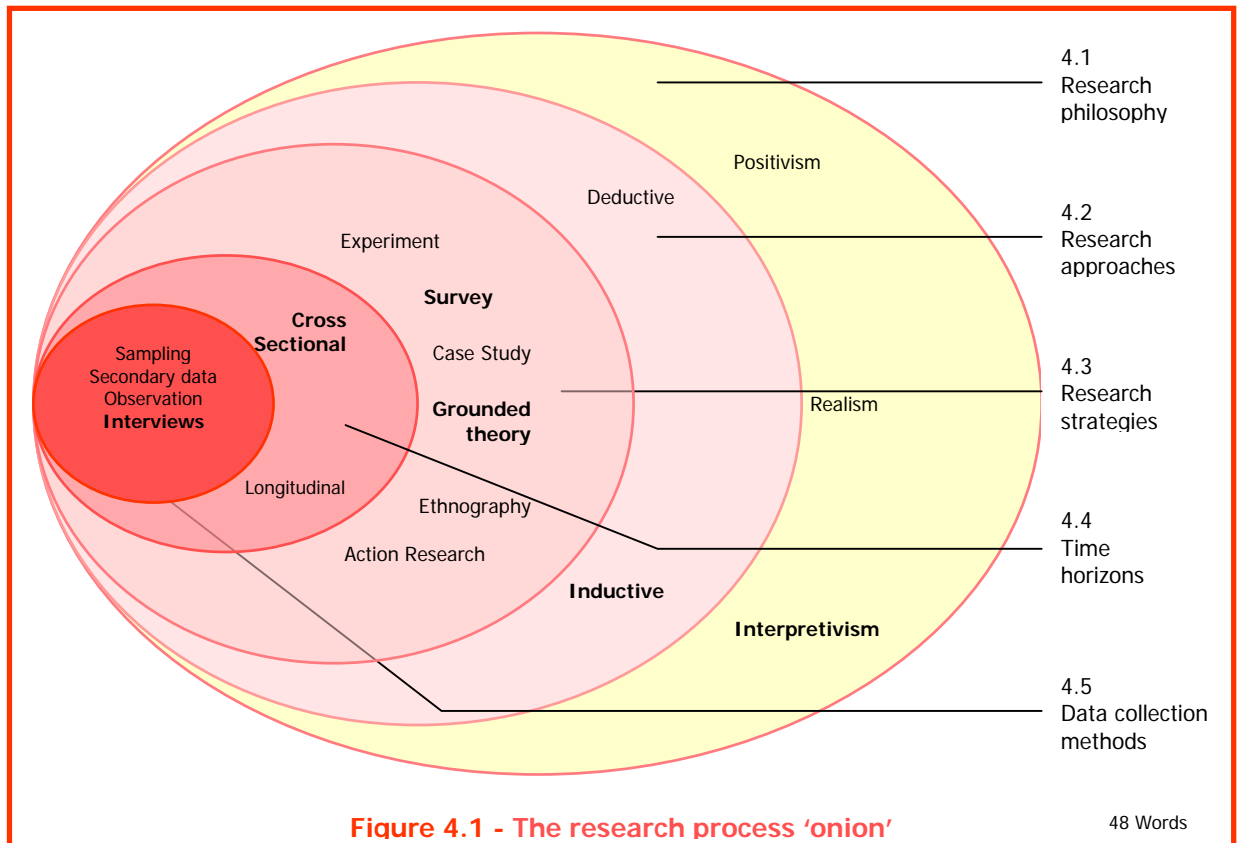 4.1
Research
philosophy
Positivism
Deductive
4.2
Research
approaches
Experiment
Survey
Cross
Sectional
Case Study
Sampling
Secondary data
Observation
Interviews
4.3
Research
strategies
Realism
Grounded
theory
Longitudinal
Ethnography
4.4
Time
horizons
Action Research
Inductive
Interpretivism
4.5
Data collection
methods
Figure 4.1 - The research process ‘onion’
48 Words